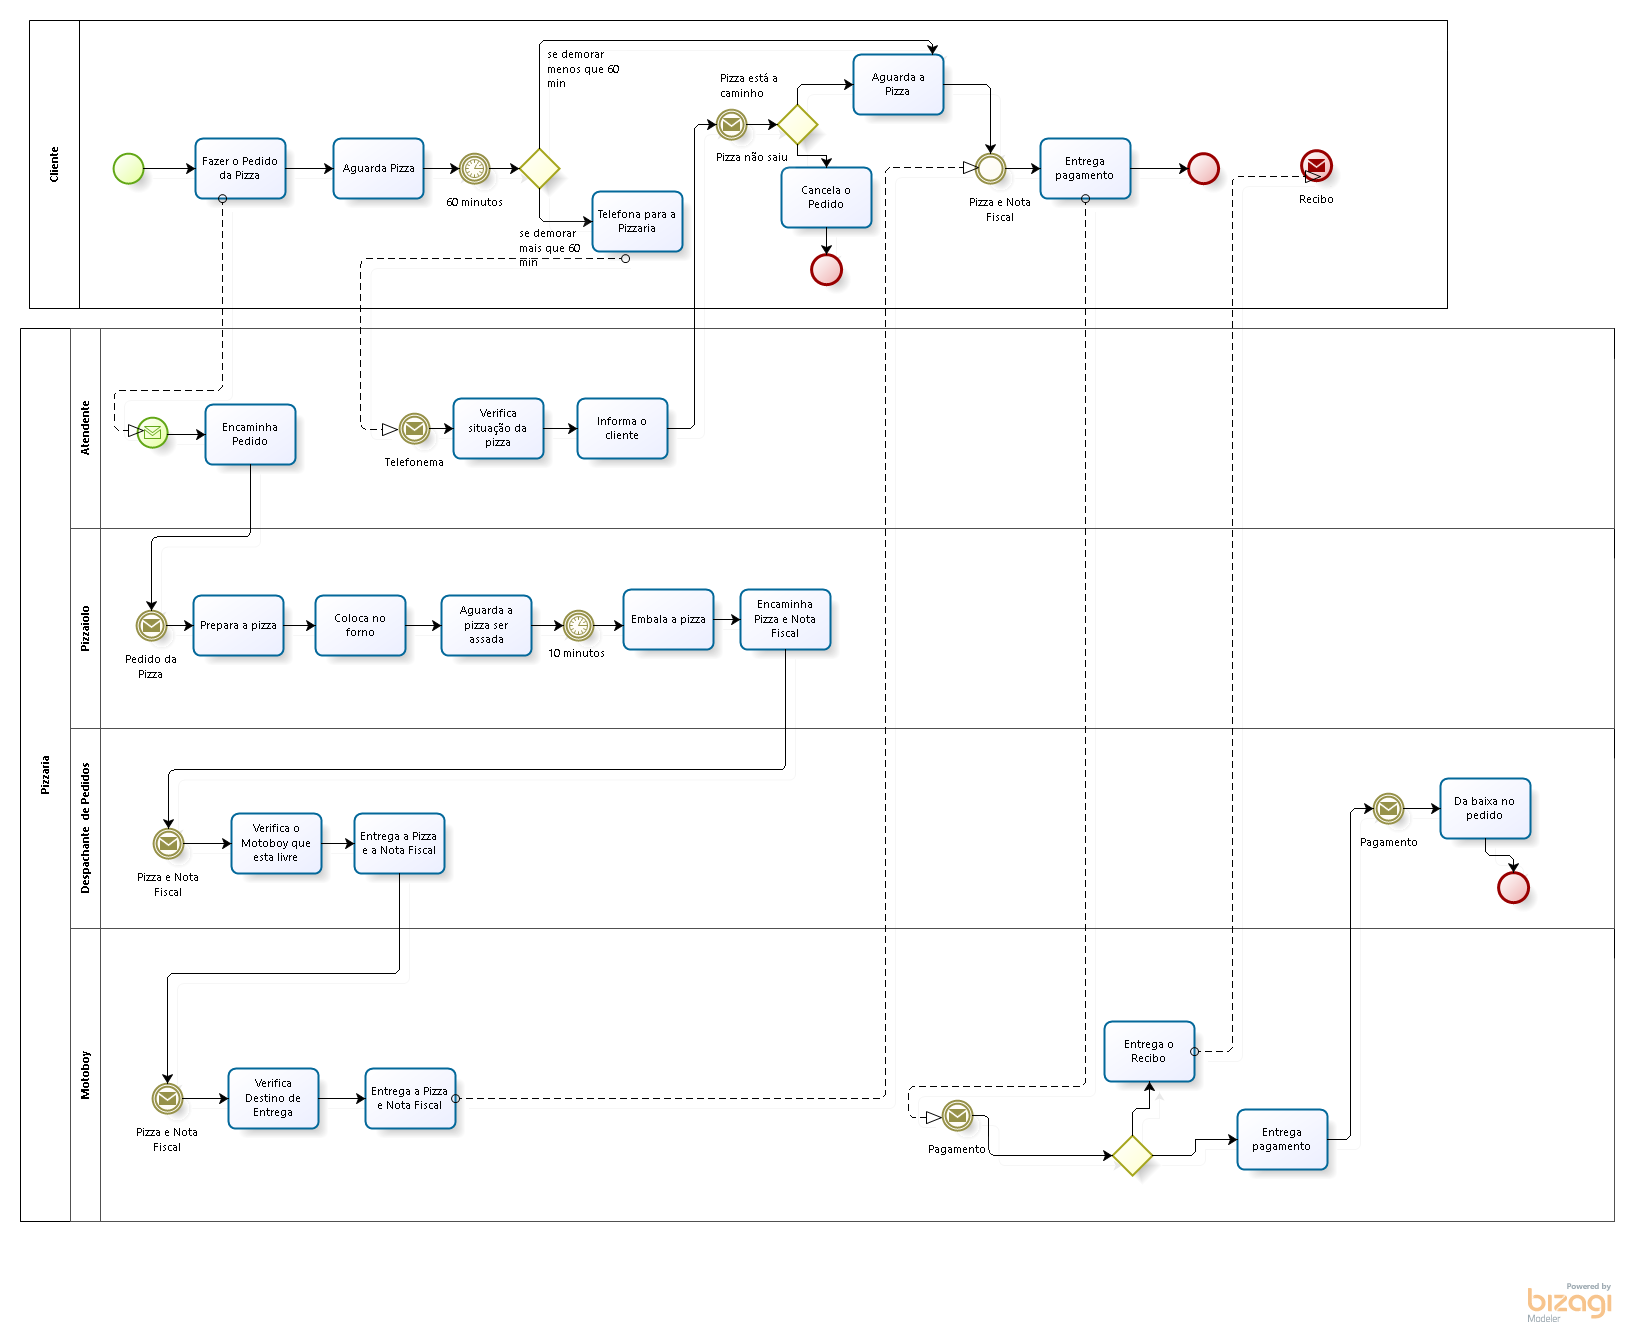 Cliente
Fazer o Pedido
da Pizza
Aguarda Pizza
60 minutos
se demorar
menos que 60
min
se demorar
mais que 60
min
Telefona para a
Pizzaria
Pizza está a
caminho
Pizza não saiu
Aguarda a
Pizza
Cancela o
Pedido
Pizza e Nota
Fiscal
Entrega
pagamento
Recibo
Pizzaria
Atendente
Encaminha
Pedido
Telefonema
Verifica
situação da
pizza
Informa o
cliente
Pizzaiolo
Pedido da
Pizza
Prepara a pizza
Coloca no
forno
Aguarda a
pizza ser
assada
10 minutos
Embala a pizza
Encaminha
Pizza e Nota
Fiscal
Despachante de Pedidos
Pizza e Nota
Fiscal
Verifica o
Motoboy que
esta livre
Entrega a Pizza
e a Nota Fiscal
Pagamento
Da baixa no
pedido
Motoboy
Pizza e Nota
Fiscal
Verifica
Destino de
Entrega
Entrega a Pizza
e Nota Fiscal
Pagamento
Entrega o
Recibo
Entrega
pagamento
Powered by
bizagi
Modeler